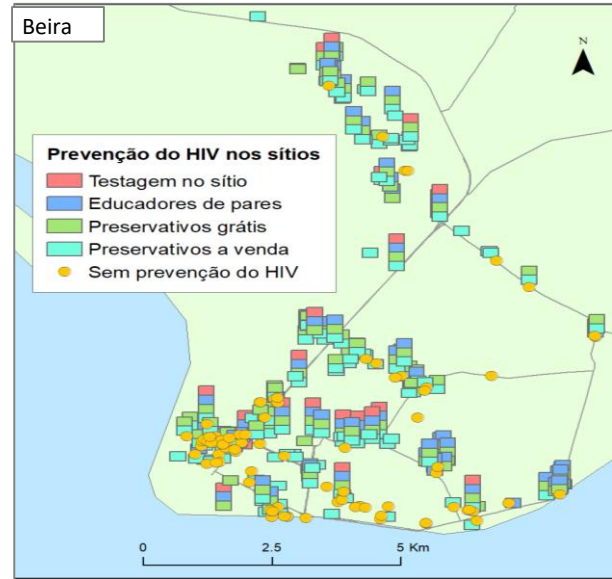 Beira
N
Prevenção do HIV nos sítios
Testagem no sítio
Educadores de pares
Preservativos grátis
Preservativos a venda
Sem prevenção do HIV
0 2.5 5 Km